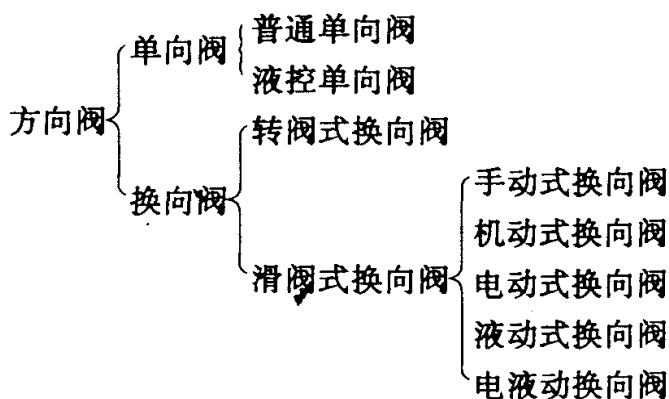 普通单向阀
单向阀
液控单向阀
方向阀
转阀式换向阀
换向阀
手动式换向阀
机动式换向阀
滑阀式换向阀
电动式换向阀
液动式换向阀
电液动换向阀